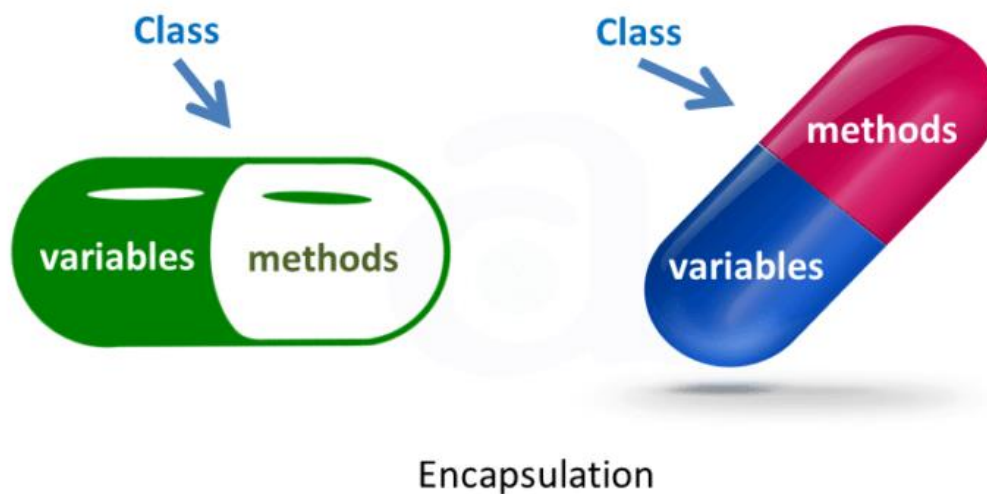 Class
variables
methods
Class
methods
variables
Encapsulation